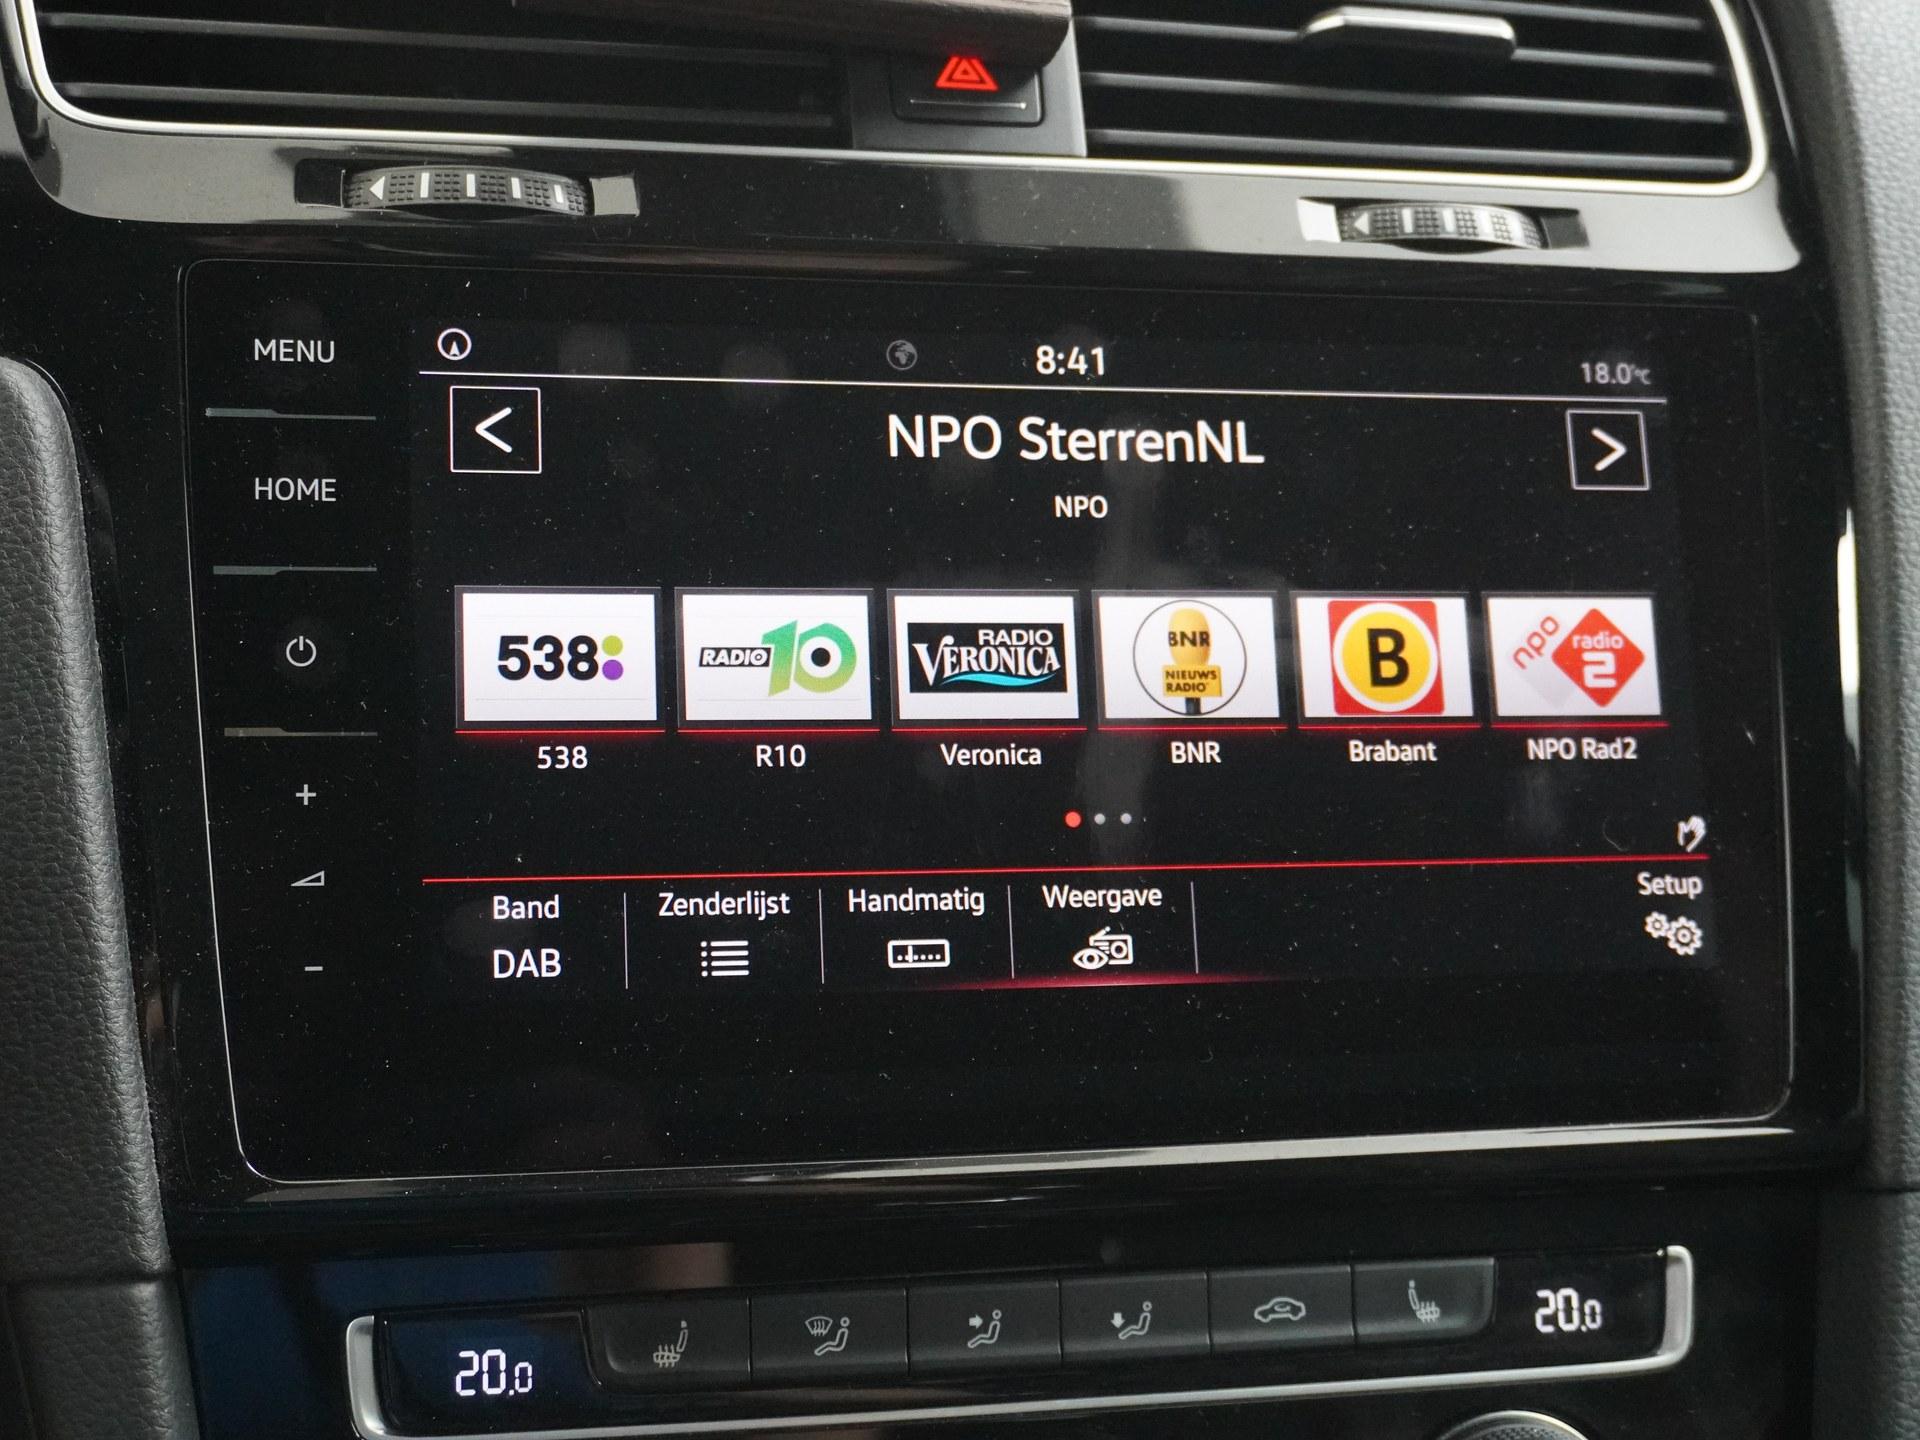 MENU
HOME
8:41
18.0°C
<
NPO SterrenNL
>
NPO
538
RADIO 10
RADIO
VERONICA
BNR
NIEUWS
RADIO
B
npo
radio
2
538
R10
Veronica
BNR
Brabant
NPO Rad2
+
-
Band
Zenderlijst
Handmatig
Weergave
Setup
DAB
20.0
20.0